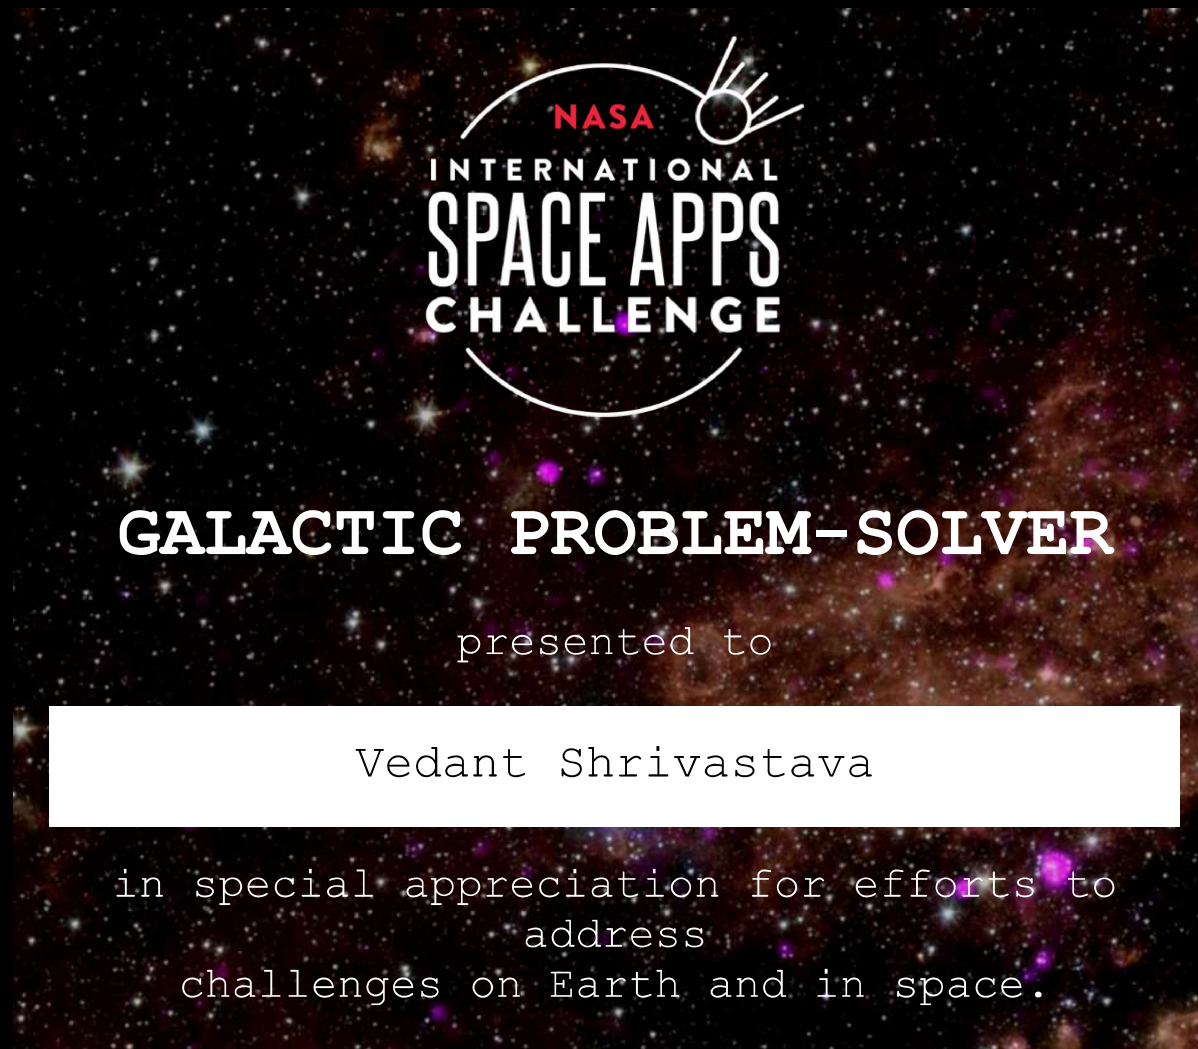 NASA
INTERNATIONAL
SPACE APPS
CHALLENGE
GALACTIC PROBLEM-SOLVER
presented to
Vedant Shrivastava
in special appreciation for efforts to
address
challenges on Earth and in space.